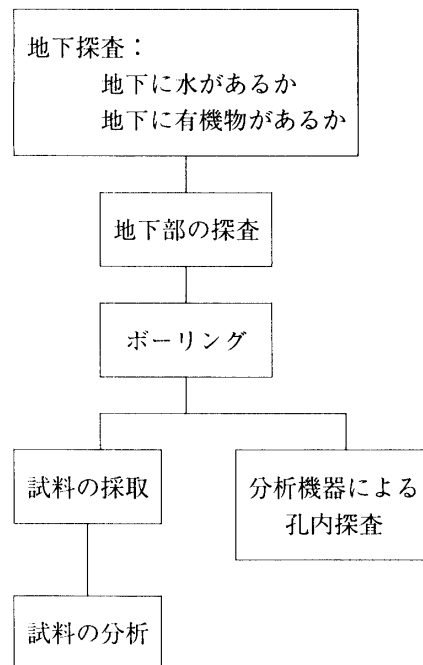 地下探査：
地下に水があるか
地下に有機物があるか
地下部の探査
ボーリング
試料の採取
分析機器による
孔内探査
試料の分析